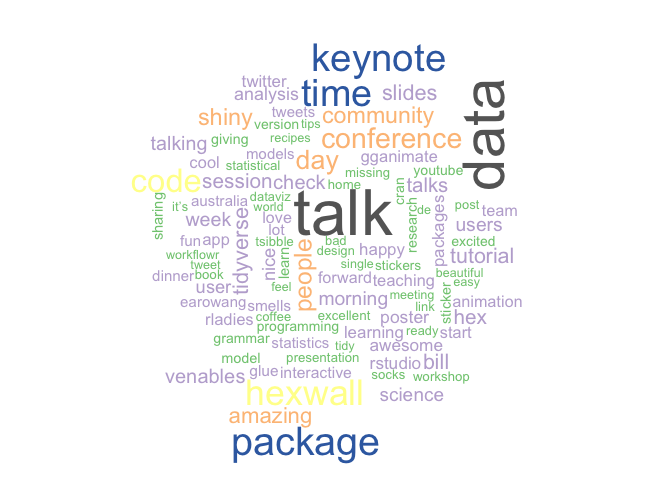 keynote
twitter
analysis
time
slides
data
tweets
shiny
community
version
tips
talking
giving
recipes
conference
cool
models
day
gganimate
statistical
missing
youtube
code
session
check
home
cran
talks
sharing
it's
australia
dataviz
world
talk
research
de
packages
post
team
week
love
lot
users
fun
app
tidyverse
tsibble
bad
design
happy
excited
workflowr
tweet
nice
learn
people
single
stickers
tutorial
dinner
book
user
forward
teaching
beautiful
easy
feel
earowang
smells
morning
meeting
link
sticker
animation
rladies
coffee
excellent
poster
hex
programming
grammar
statistics
tidy
learning
ready
start
awesome
model
presentation
rstudio
bill
venables
glue
interactive
socks
workshop
hexwall
science
amazing
package